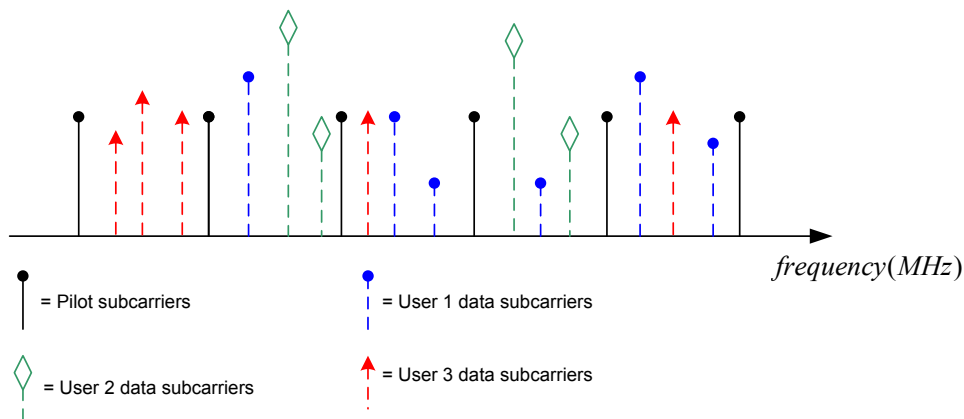 frequency(MHz)
= Pilot subcarriers
= User 1 data subcarriers
= User 2 data subcarriers
= User 3 data subcarriers